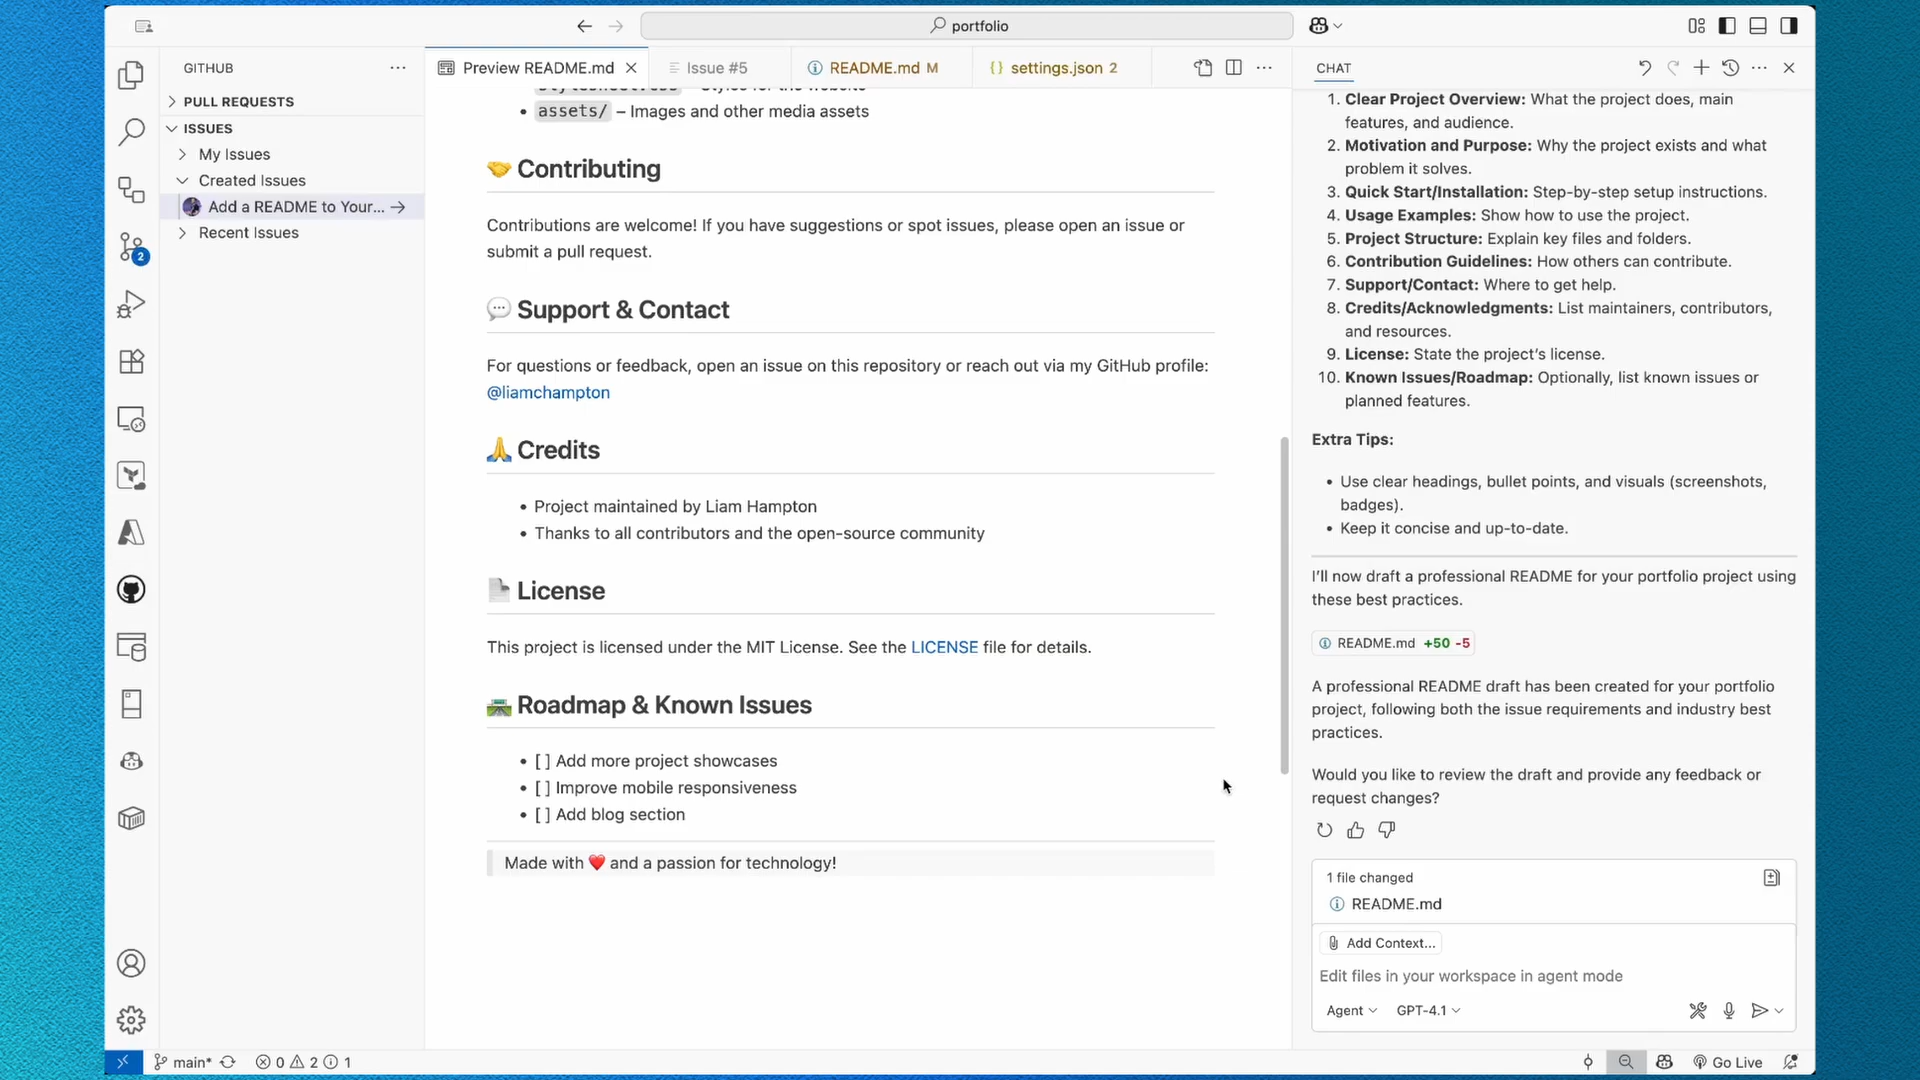 portfolio
GITHUB
PULL REQUESTS
ISSUES
My Issues
Created Issues
Add a README to Your...
Recent Issues
2
Preview README.md
Issue #5
README.md M
settings.json 2
assets/ – Images and other media assets
🤝 Contributing
Contributions are welcome! If you have suggestions or spot issues, please open an issue or
submit a pull request.
💬 Support & Contact
For questions or feedback, open an issue on this repository or reach out via my GitHub profile:
@liamchampton
🙏 Credits
• Project maintained by Liam Hampton
• Thanks to all contributors and the open-source community
📄 License
This project is licensed under the MIT License. See the LICENSE file for details.
🛣️ Roadmap & Known Issues
• [ ] Add more project showcases
• [ ] Improve mobile responsiveness
• [ ] Add blog section
Made with ❤️ and a passion for technology!
CHAT
1. Clear Project Overview: What the project does, main
features, and audience.
2. Motivation and Purpose: Why the project exists and what
problem it solves.
3. Quick Start/Installation: Step-by-step setup instructions.
4. Usage Examples: Show how to use the project.
5. Project Structure: Explain key files and folders.
6. Contribution Guidelines: How others can contribute.
7. Support/Contact: Where to get help.
8. Credits/Acknowledgments: List maintainers, contributors,
and resources.
9. License: State the project's license.
10. Known Issues/Roadmap: Optionally, list known issues or
planned features.
Extra Tips:
• Use clear headings, bullet points, and visuals (screenshots,
badges).
• Keep it concise and up-to-date.
I'll now draft a professional README for your portfolio project using
these best practices.
README.md +50 -5
A professional README draft has been created for your portfolio
project, following both the issue requirements and industry best
practices.
Would you like to review the draft and provide any feedback or
request changes?
1 file changed
README.md
Add Context...
Edit files in your workspace in agent mode
Agent
GPT-4.1
main*
0
2
1
Go Live